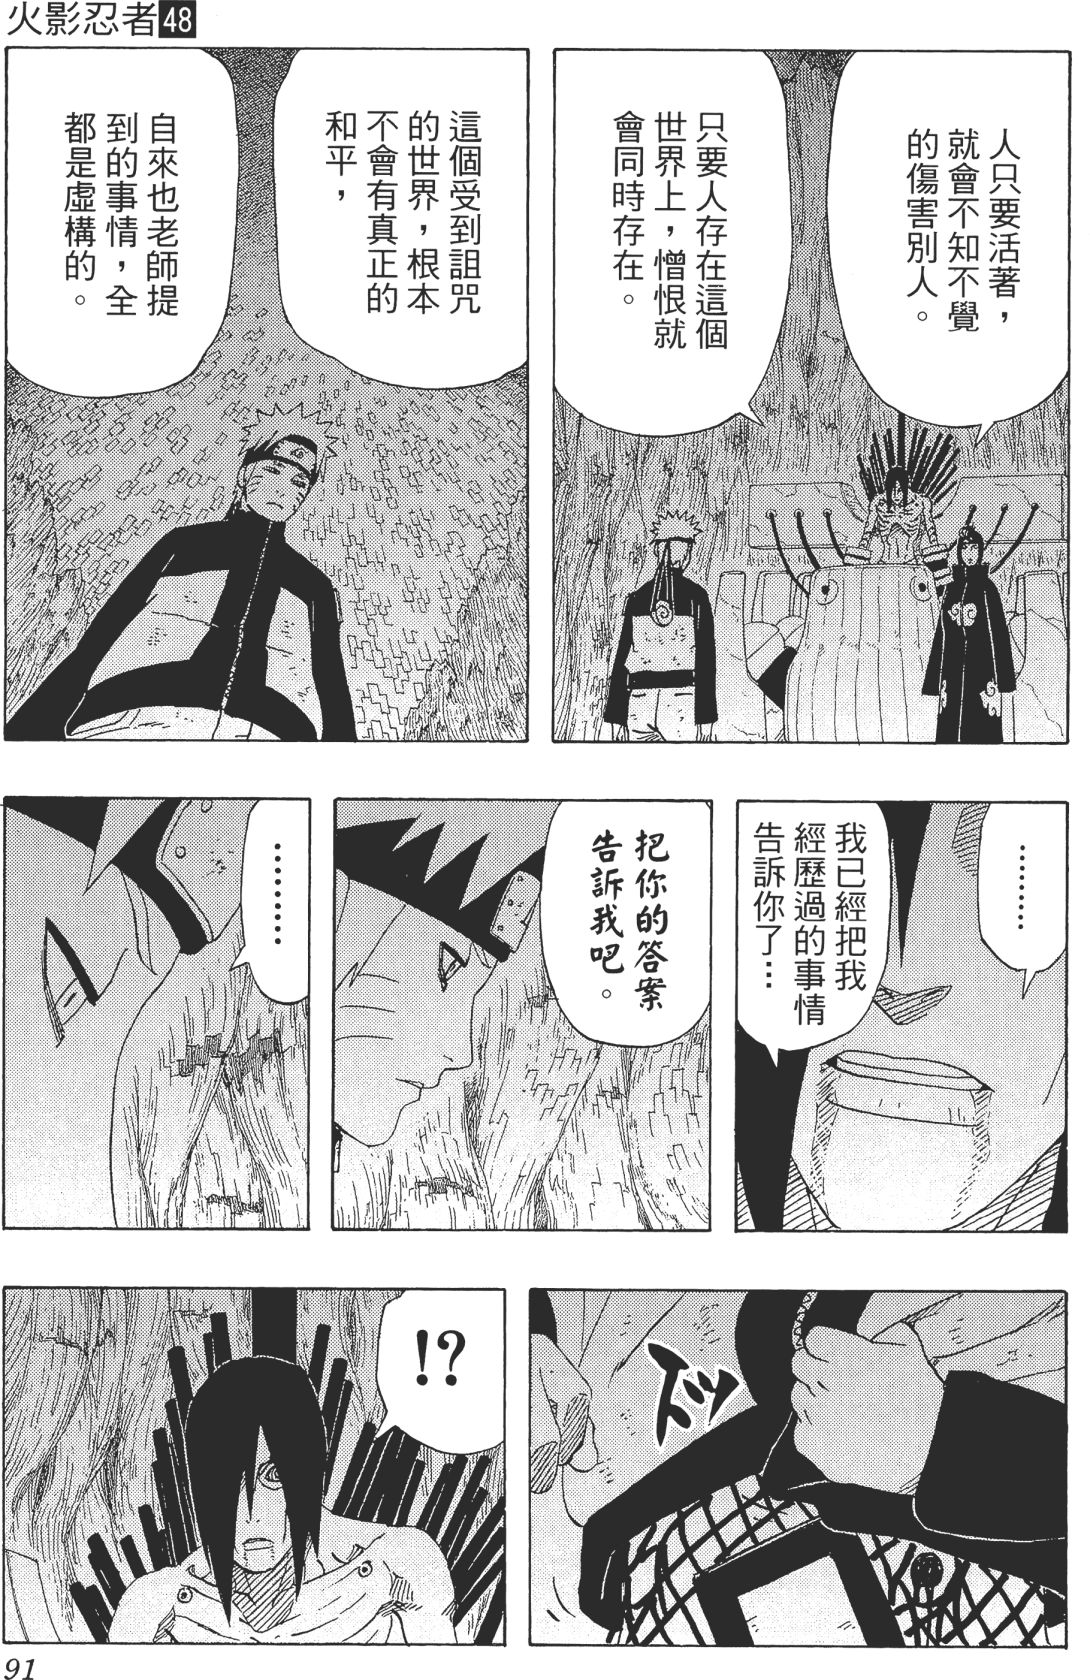 火影忍者48
人只要活著，
就會不知不覺
的傷害別人。
只要人存在這個
世界上，憎恨就
會同時存在。
這個受到詛咒
的世界，根本
不會有真正的
和平，
自來也老師提
到的事情，全
都是虛構的。
………
我已經把我
經歷過的事情
告訴你了…
把你的答案
告訴我吧。
………
スッ
!?
91